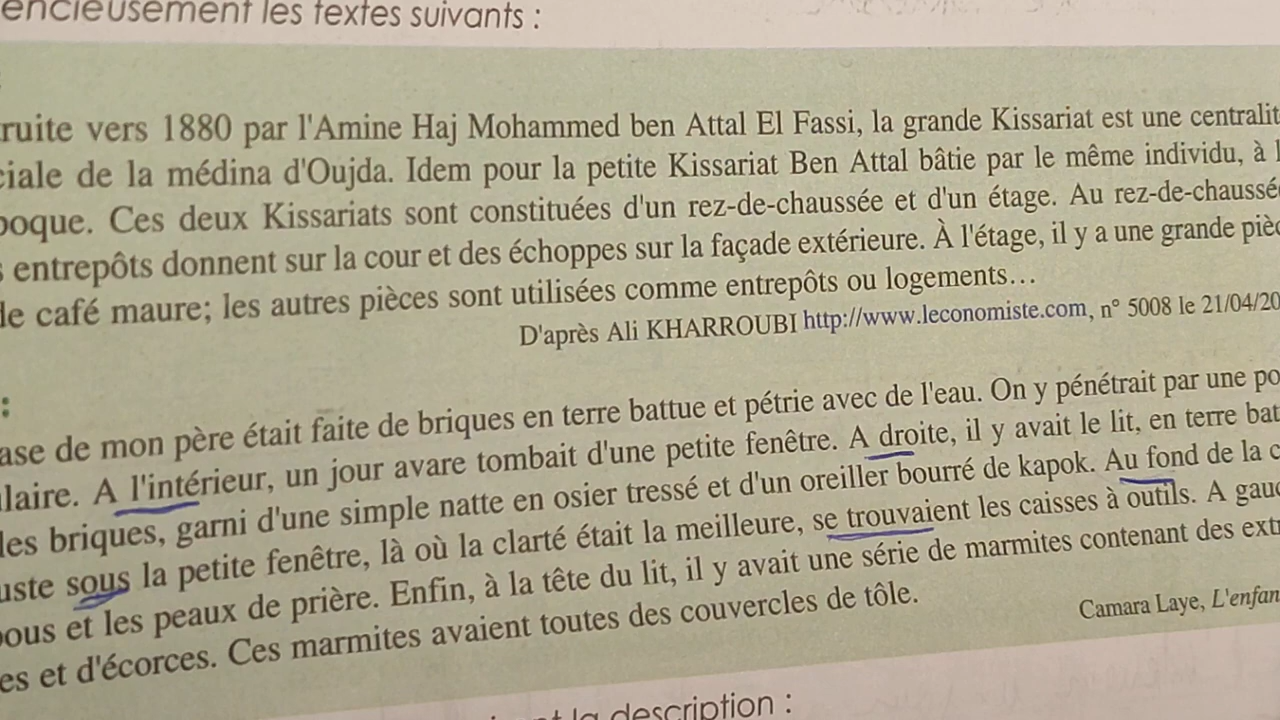 encieusement les textes suivants :
ruite vers 1880 par l'Amine Haj Mohammed ben Attal El Fassi, la grande Kissariat est une centralit
ciale de la médina d'Oujda. Idem pour la petite Kissariat Ben Attal bâtie par le même individu, à l
poque. Ces deux Kissariats sont constituées d'un rez-de-chaussée et d'un étage. Au rez-de-chaussé
s entrepôts donnent sur la cour et des échoppes sur la façade extérieure. À l'étage, il y a une grande pièc
de café maure; les autres pièces sont utilisées comme entrepôts ou logements…
D'après Ali KHARROUBI http://www.leconomiste.com, n° 5008 le 21/04/20
:
ase de mon père était faite de briques en terre battue et pétrie avec de l'eau. On y pénétrait par une po
ulaire. A l'intérieur, un jour avare tombait d'une petite fenêtre. A droite, il y avait le lit, en terre bat
les briques, garni d'une simple natte en osier tressé et d'un oreiller bourré de kapok. Au fond de la c
uste sous la petite fenêtre, là où la clarté était la meilleure, se trouvaient les caisses à outils. A gauc
bous et les peaux de prière. Enfin, à la tête du lit, il y avait une série de marmites contenant des extr
es et d'écorces. Ces marmites avaient toutes des couvercles de tôle.
Camara Laye, L'enfan
la description :